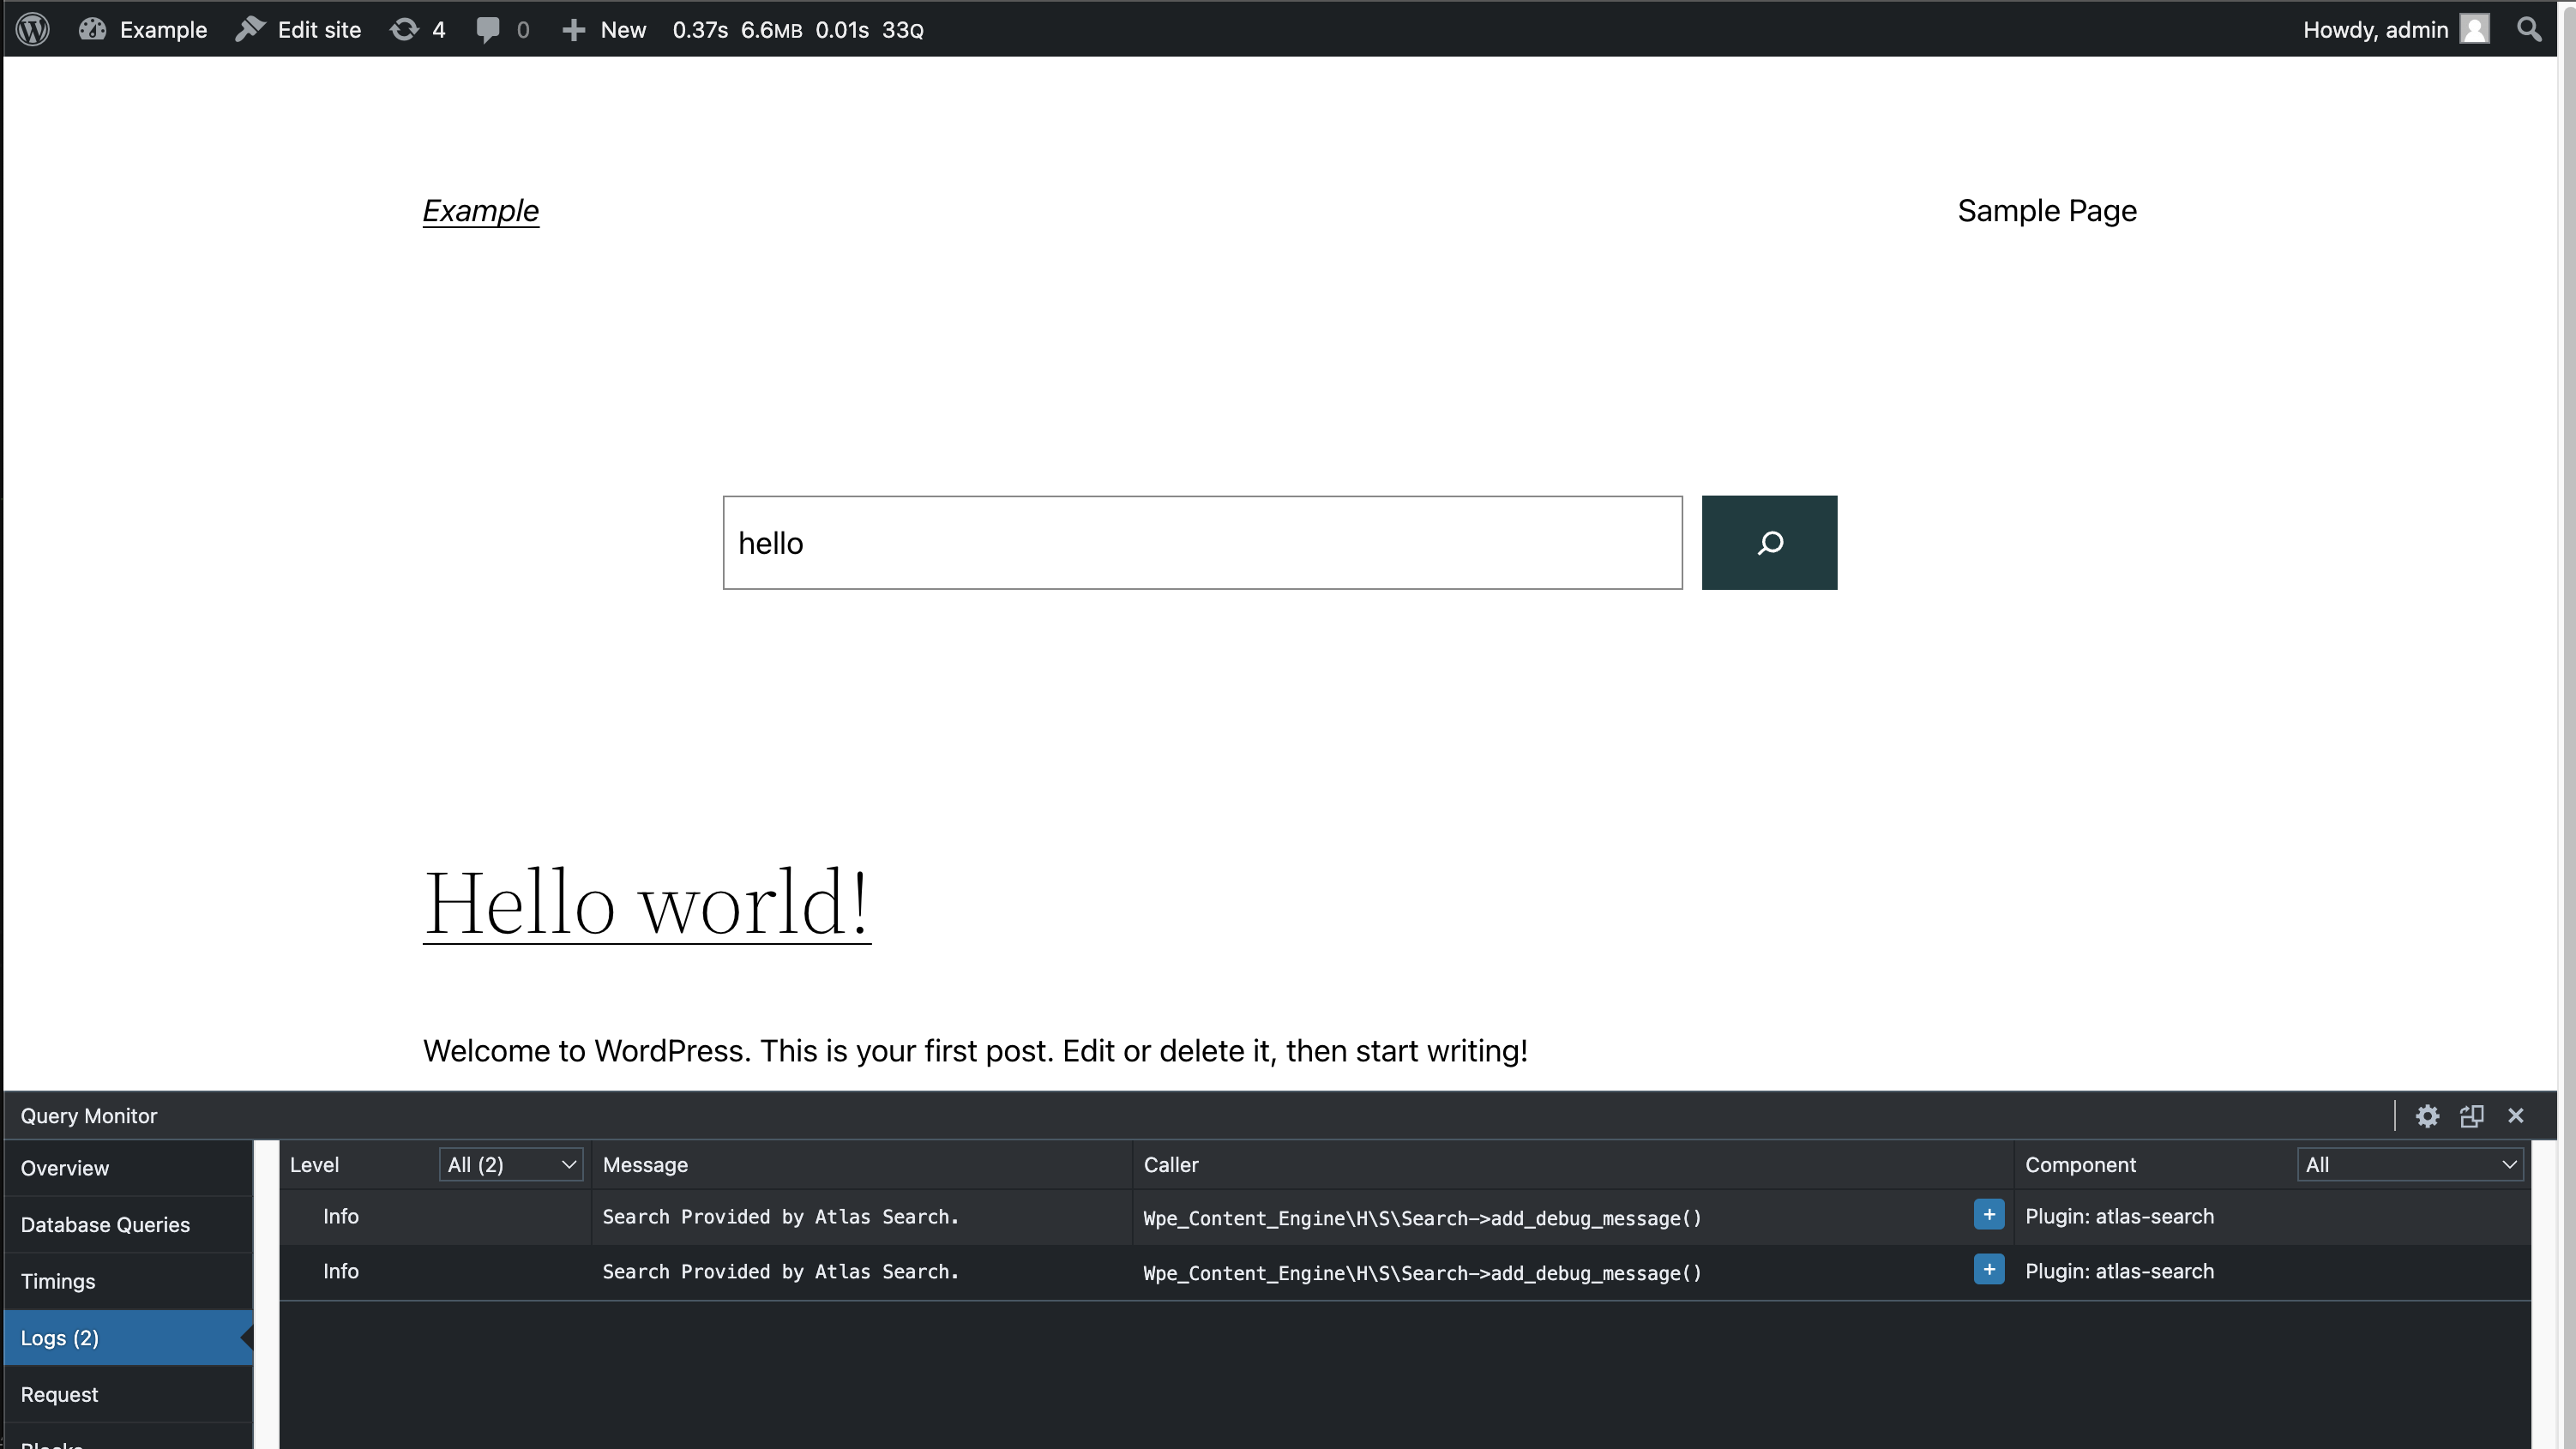 Example Edit site 4 0 New 0.37s 6.6MB 0.01s 33Q Howdy, admin
Example Sample Page
hello
Hello world!
Welcome to WordPress. This is your first post. Edit or delete it, then start writing!
Query Monitor
Overview
Database Queries
Timings
Logs (2)
Request
Blocks
Level All (2) Message Caller Component All
Info Search Provided by Atlas Search. Wpe_Content_Engine\H\S\Search->add_debug_message() + Plugin: atlas-search
Info Search Provided by Atlas Search. Wpe_Content_Engine\H\S\Search->add_debug_message() + Plugin: atlas-search